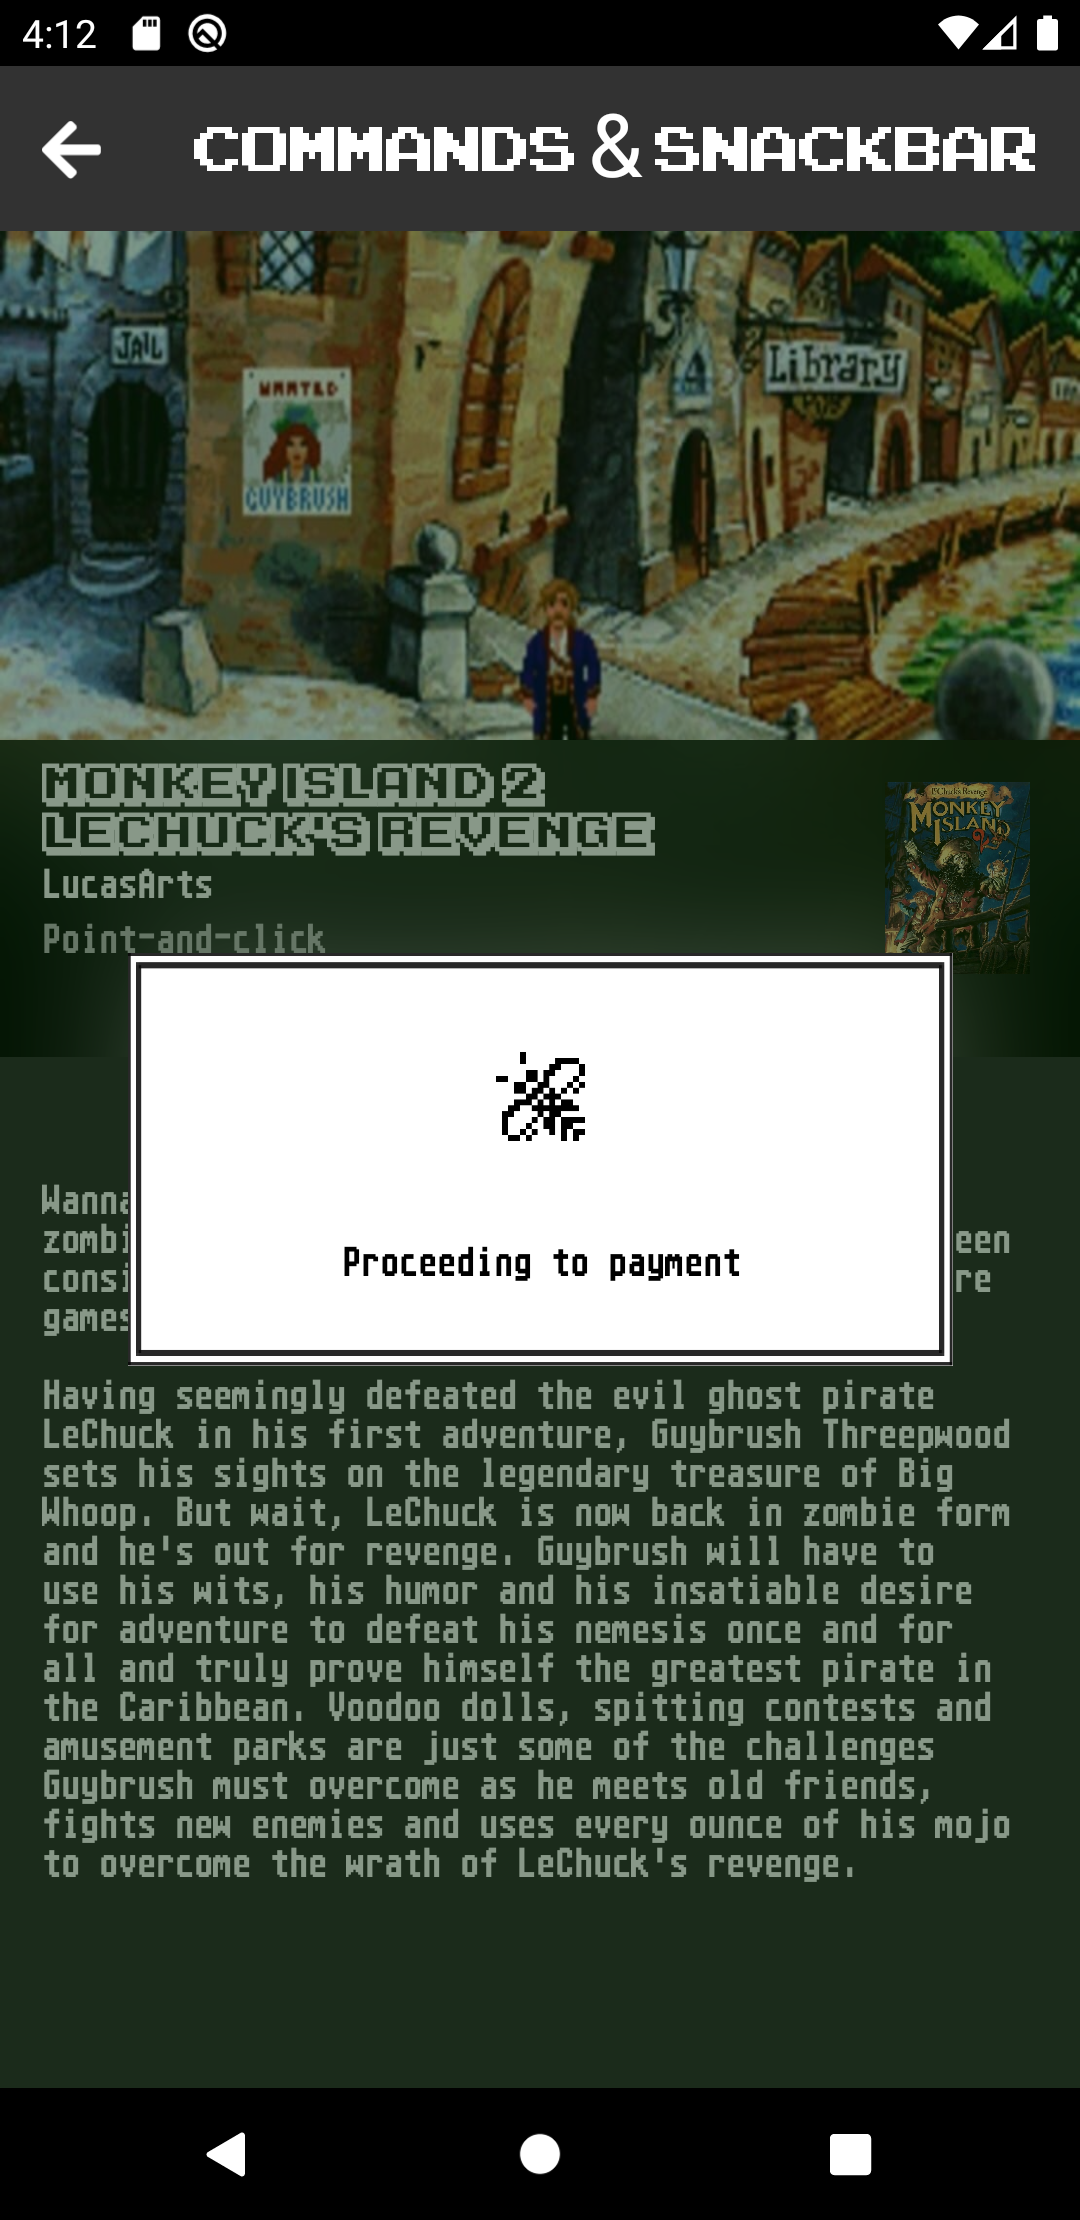 4:12
COMMANDS & SNACKBAR
JAIL
WANTED
GUYBRUSH
Library
MONKEY ISLAND 2
LECHUCK'S REVENGE
LucasArts
Point-and-click
LeChuck's Revenge
MONKEY
ISLAND
2
Proceeding to payment
Wanna
zombi
een
consi
re
games
Having seemingly defeated the evil ghost pirate
LeChuck in his first adventure, Guybrush Threepwood
sets his sights on the legendary treasure of Big
Whoop. But wait, LeChuck is now back in zombie form
and he's out for revenge. Guybrush will have to
use his wits, his humor and his insatiable desire
for adventure to defeat his nemesis once and for
all and truly prove himself the greatest pirate in
the Caribbean. Voodoo dolls, spitting contests and
amusement parks are just some of the challenges
Guybrush must overcome as he meets old friends,
fights new enemies and uses every ounce of his mojo
to overcome the wrath of LeChuck's revenge.